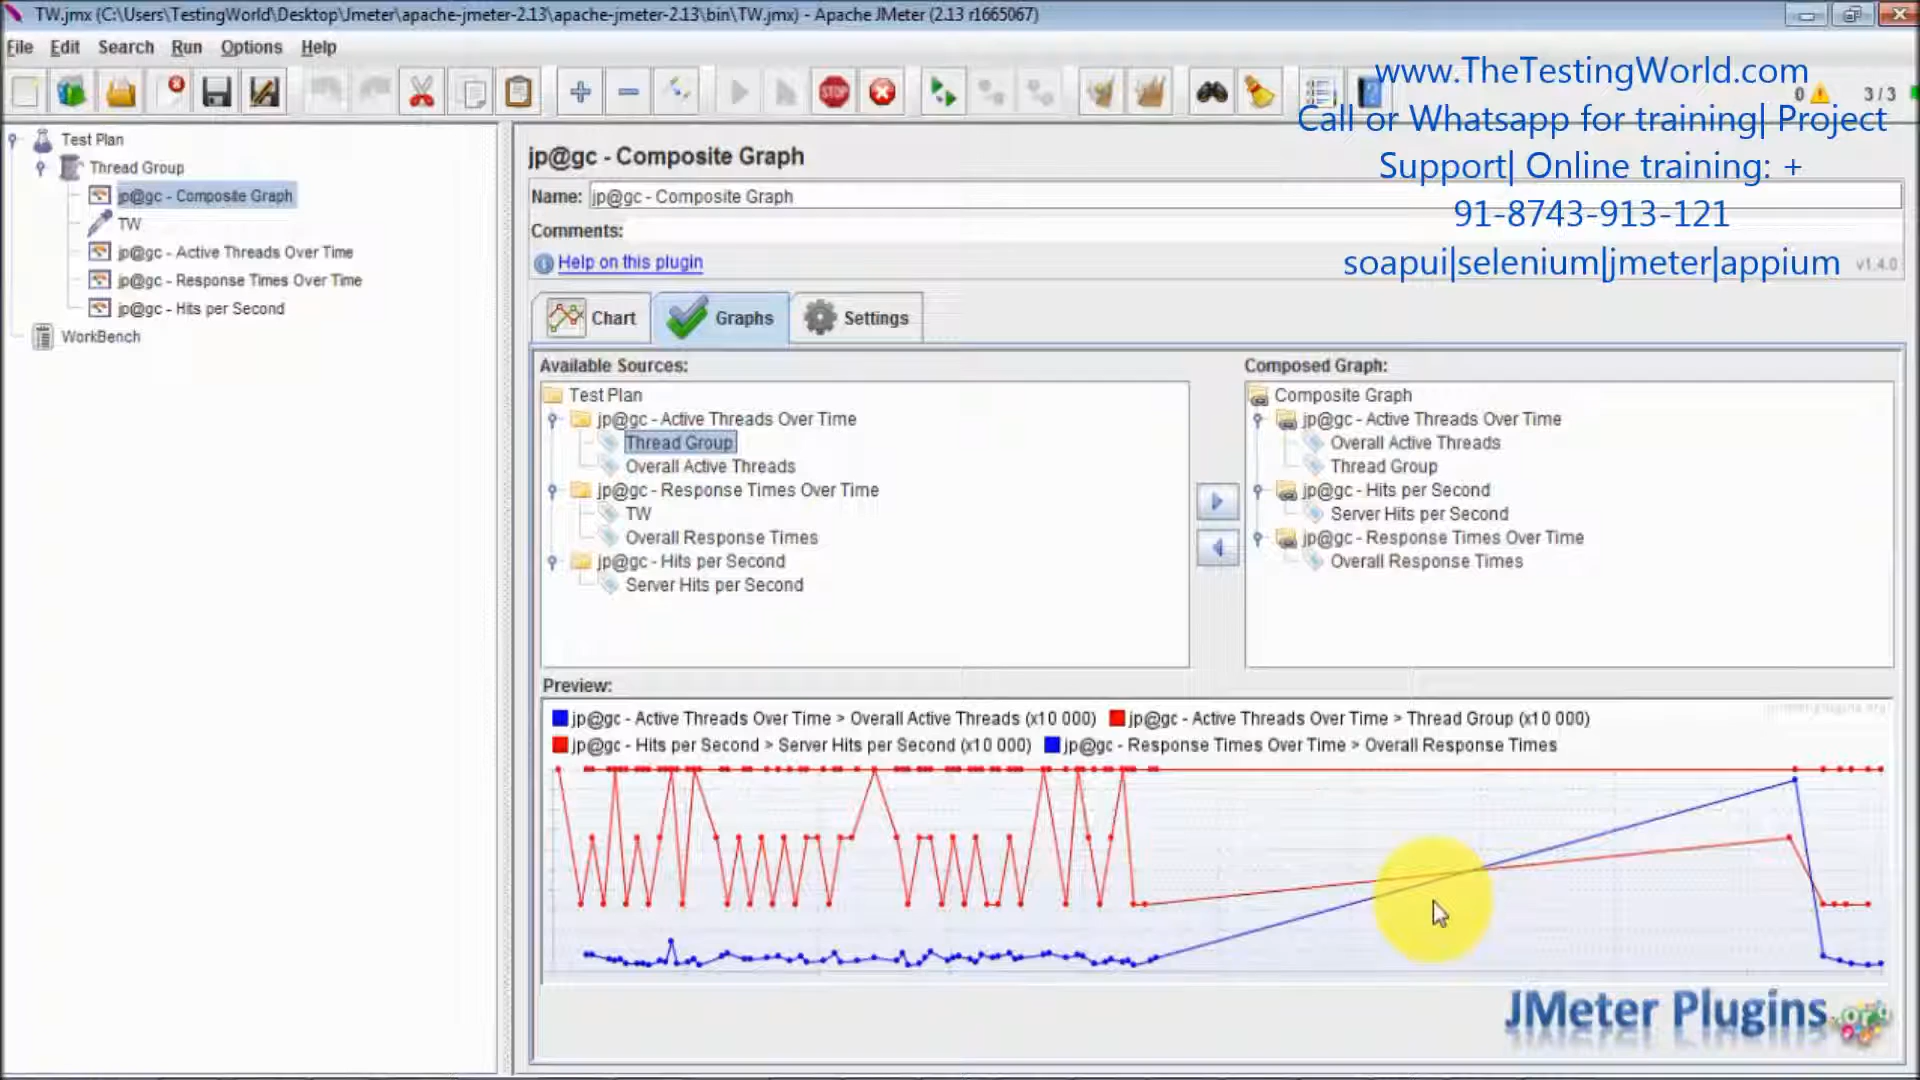 TW.jmx (C:\Users\TestingWorld\Desktop\Jmeter\apache-jmeter-2.13\apache-jmeter-2.13\bin\TW.jmx) - Apache JMeter (2.13 r1665067)
File Edit Search Run Options Help
STOP
0 3/3
www.TheTestingWorld.com
Call or Whatsapp for training| Project
Support| Online training: +
91-8743-913-121
soapui|selenium|jmeter|appium
Test Plan
Thread Group
jp@gc - Composite Graph
TW
jp@gc - Active Threads Over Time
jp@gc - Response Times Over Time
jp@gc - Hits per Second
WorkBench
jp@gc - Composite Graph
Name: jp@gc - Composite Graph
Comments:
Help on this plugin
v1.4.0
Chart Graphs Settings
Available Sources:
Test Plan
jp@gc - Active Threads Over Time
Thread Group
Overall Active Threads
jp@gc - Response Times Over Time
TW
Overall Response Times
jp@gc - Hits per Second
Server Hits per Second
Composed Graph:
Composite Graph
jp@gc - Active Threads Over Time
Overall Active Threads
Thread Group
jp@gc - Hits per Second
Server Hits per Second
jp@gc - Response Times Over Time
Overall Response Times
Preview:
jp@gc - Active Threads Over Time > Overall Active Threads (x10 000) jp@gc - Active Threads Over Time > Thread Group (x10 000)
jp@gc - Hits per Second > Server Hits per Second (x10 000) jp@gc - Response Times Over Time > Overall Response Times
JMeter Plugins .org